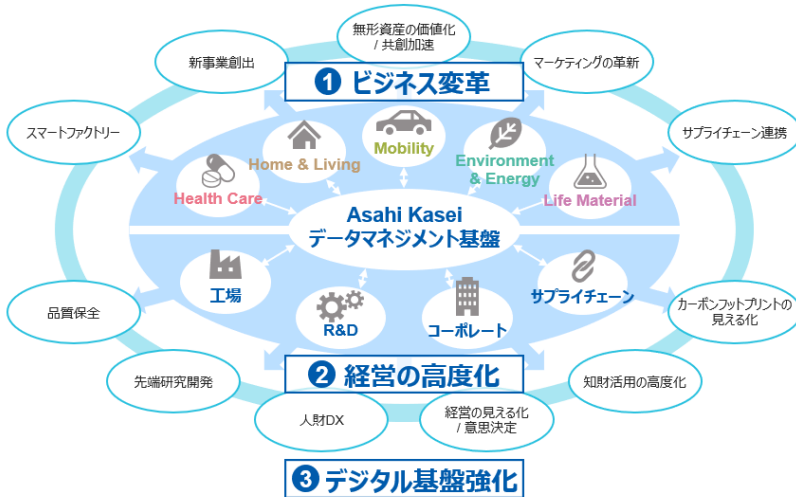 無形資産の価値化
/ 共創加速
新事業創出
マーケティングの革新
❶ ビジネス変革
スマートファクトリー
サプライチェーン連携
Health Care
Home & Living
Mobility
Environment
& Energy
Life Material
Asahi Kasei
データマネジメント基盤
工場
R&D
コーポレート
サプライチェーン
品質保全
カーボンフットプリントの
見える化
❷ 経営の高度化
先端研究開発
知財活用の高度化
人財DX
経営の見える化
/ 意思決定
❸ デジタル基盤強化